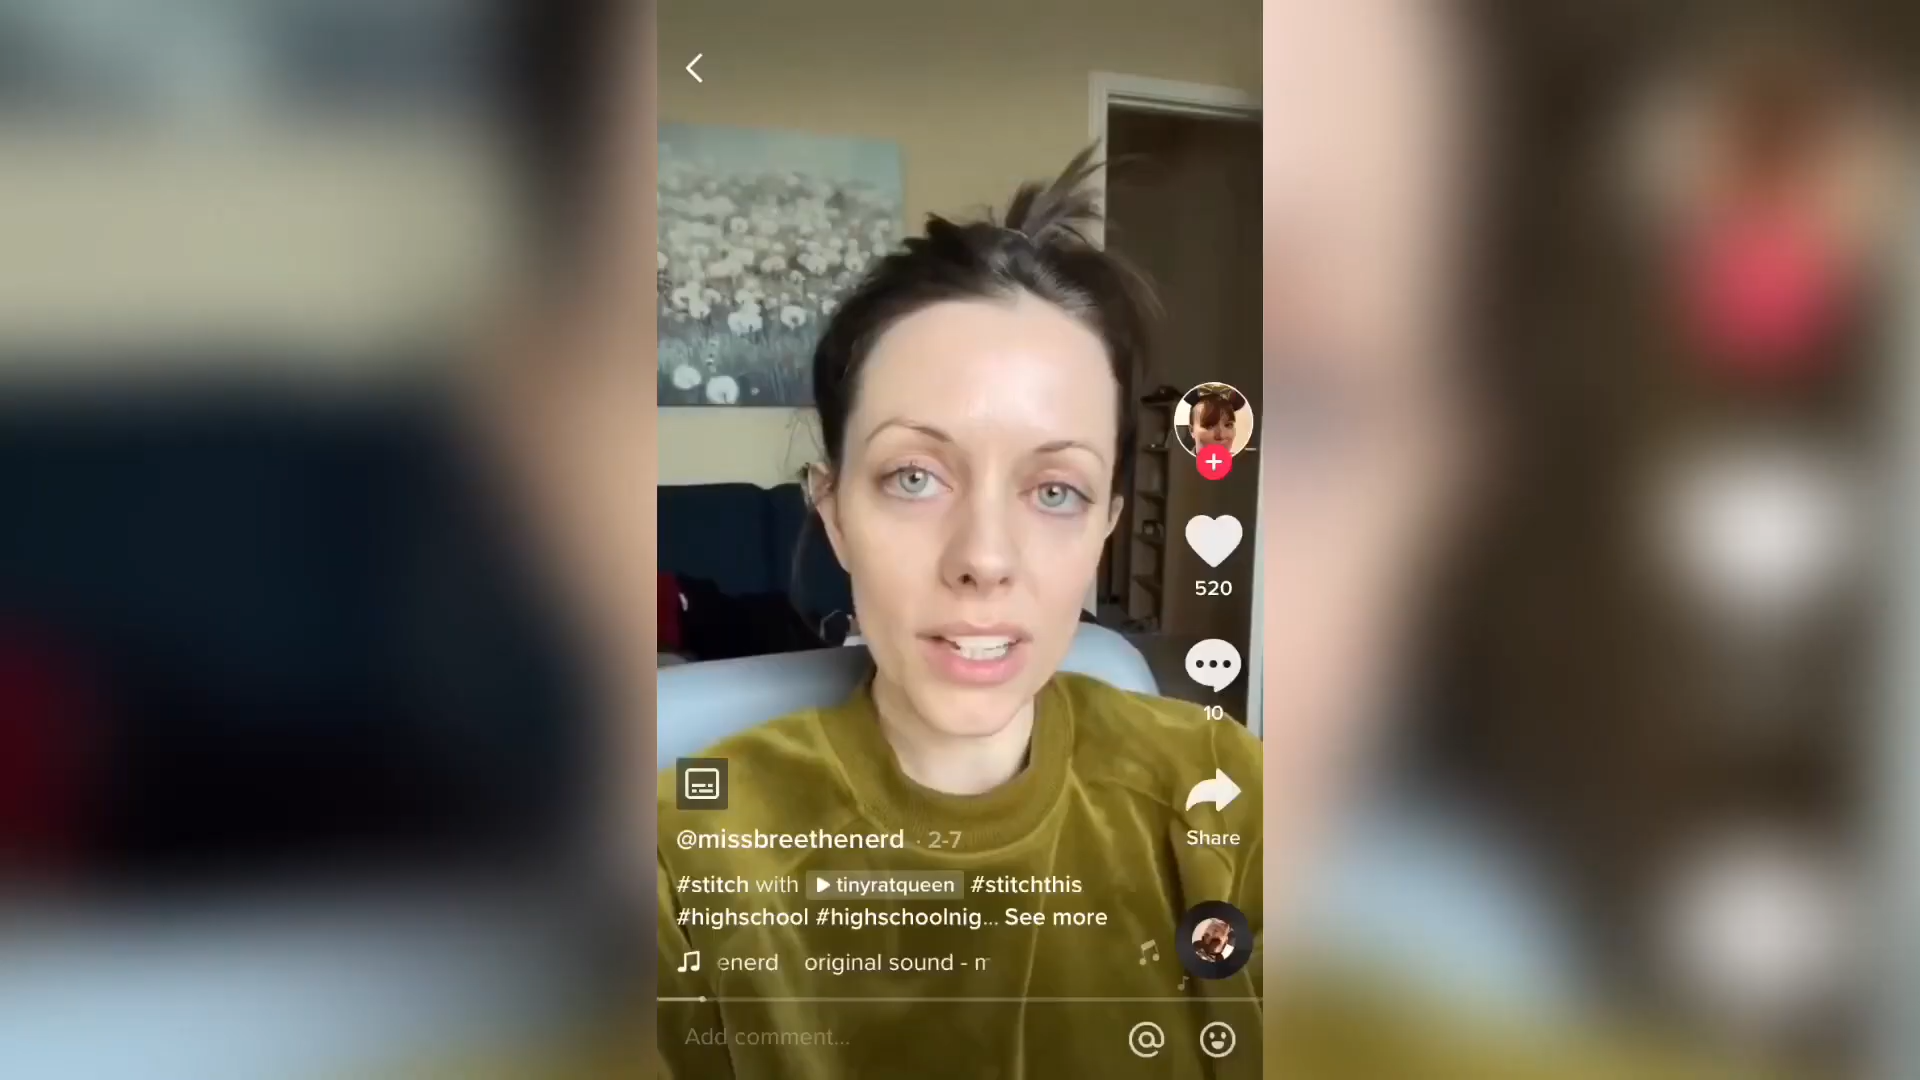 520
10
Share
@missbreethenerd · 2-7
#stitch with tinyratqueen #stitchthis
#highschool #highschoolnig... See more
enerd original sound - m
Add comment...